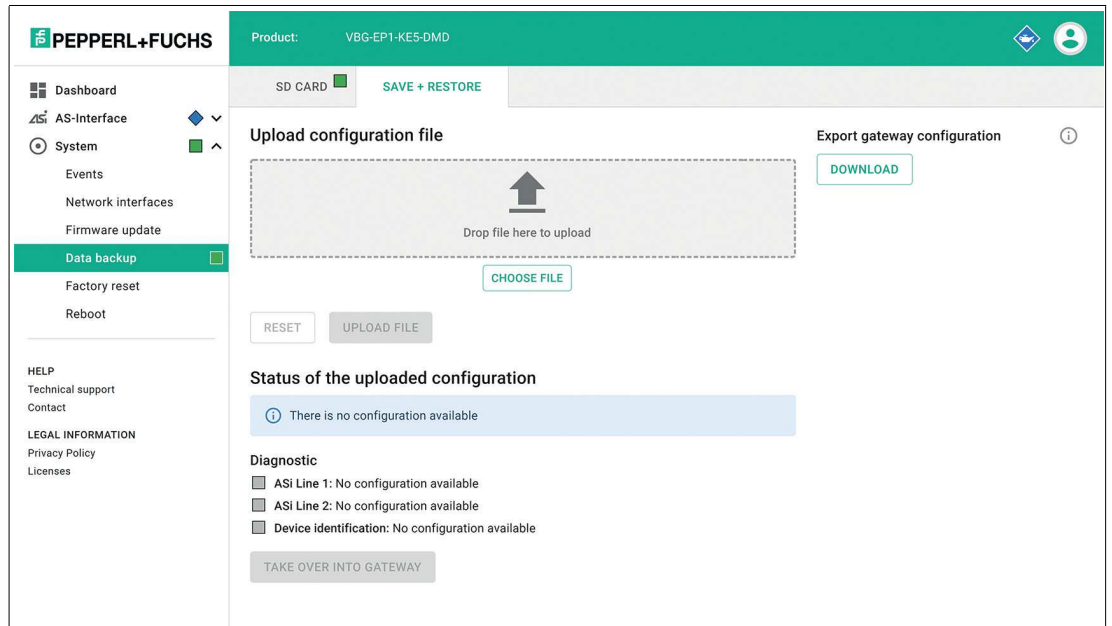 PEPPERL+FUCHS
Product: VBG-EP1-KE5-DMD
Dashboard
AS-Interface
System
Events
Network interfaces
Firmware update
Data backup
Factory reset
Reboot
HELP
Technical support
Contact
LEGAL INFORMATION
Privacy Policy
Licenses
SD CARD
SAVE + RESTORE
Upload configuration file
Drop file here to upload
CHOOSE FILE
RESET
UPLOAD FILE
Status of the uploaded configuration
There is no configuration available
Diagnostic
ASi Line 1: No configuration available
ASi Line 2: No configuration available
Device identification: No configuration available
TAKE OVER INTO GATEWAY
Export gateway configuration
DOWNLOAD